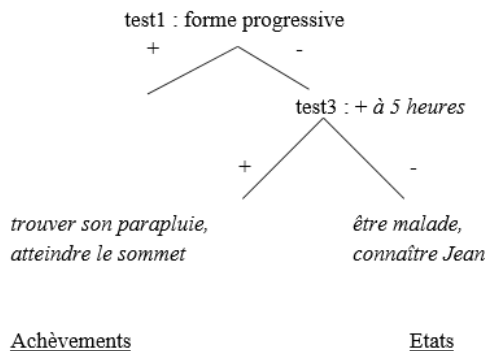 test1 : forme progressive
+ -
test3 : + à 5 heures
+ -
trouver son parapluie, être malade,
atteindre le sommet connaître Jean
Achèvements Etats